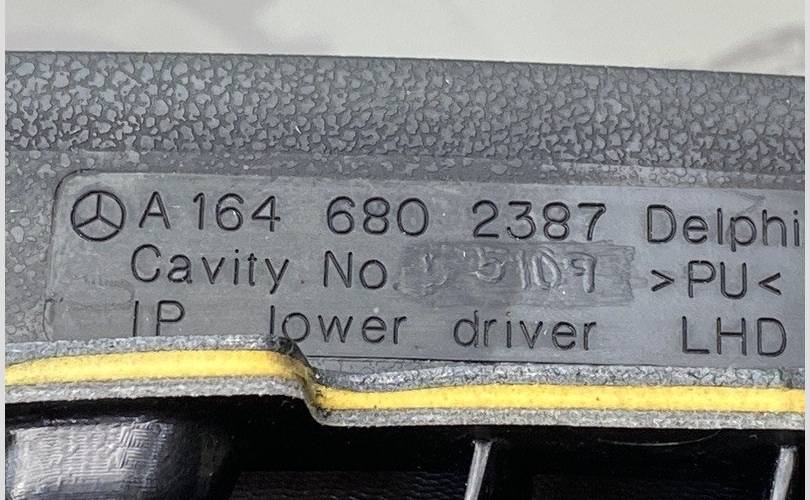 A 164 680 2387 Delphi
Cavity No >PU<
IP lower driver LHD